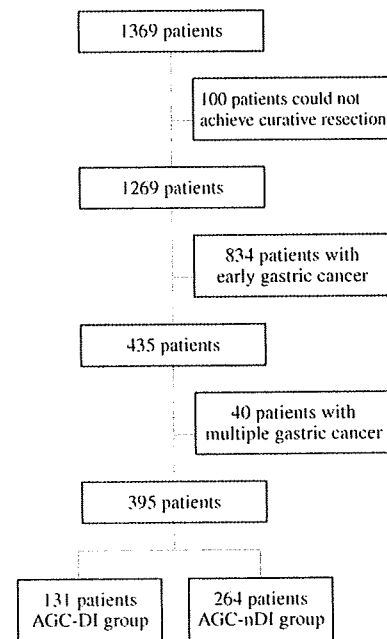 1369 patients
100 patients could not
achieve curative resection
1269 patients
834 patients with
early gastric cancer
435 patients
40 patients with
multiple gastric cancer
395 patients
131 patients
AGC-DI group
264 patients
AGC-nDI group